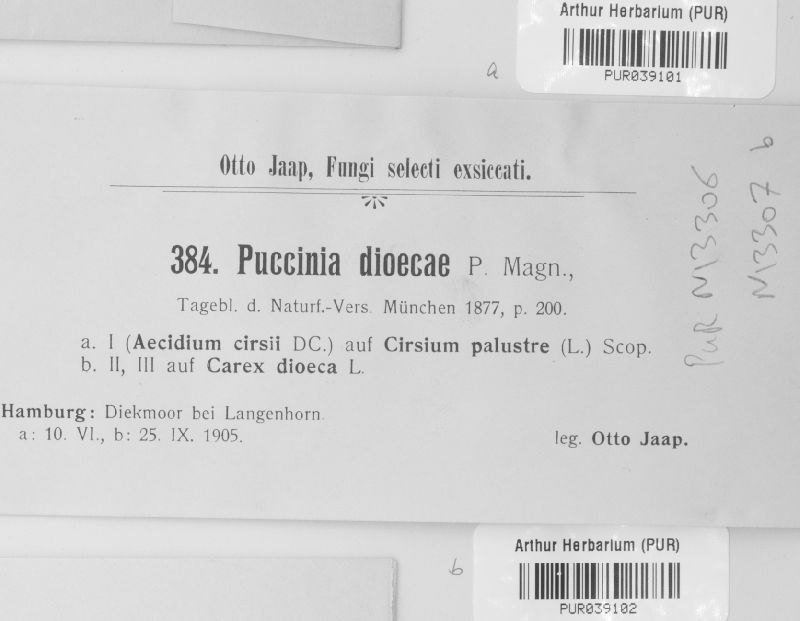 Arthur Herbarium (PUR)
PUR039101
a
Otto Jaap, Fungi selecti exsiccati.
384. Puccinia dioecae P. Magn.,
Tagebl. d. Naturf.-Vers. München 1877, p. 200.
a. I (Aecidium cirsii DC.) auf Cirsium palustre (L.) Scop.
b. II, III auf Carex dioeca L.
Hamburg: Diekmoor bei Langenhorn.
a: 10. VI., b: 25. IX. 1905.
leg. Otto Jaap.
PUR N13306
N13307 b
Arthur Herbarium (PUR)
b
PUR039102